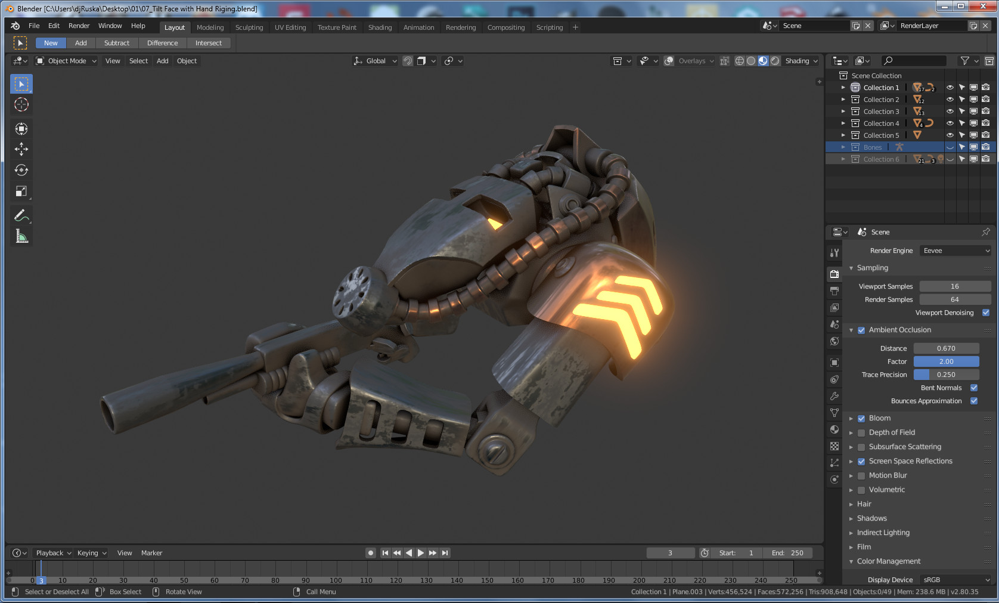 Blender [C:\Users\djRuska\Desktop\01\07_Tilt Face with Hand Riging.blend]
File Edit Render Window Help Layout Modeling Sculpting UV Editing Texture Paint Shading Animation Rendering Compositing Scripting + Scene RenderLayer
New Add Subtract Difference Intersect
Object Mode View Select Add Object Global Overlays Shading
Scene Collection
Collection 1 17 2
Collection 2 12
Collection 3 13
Collection 4 4
Collection 5
Bones
Collection 6 21 3
Scene
Render Engine Eevee
Sampling
Viewport Samples 16
Render Samples 64
Viewport Denoising
Ambient Occlusion
Distance 0.670
Factor 2.00
Trace Precision 0.250
Bent Normals
Bounces Approximation
Bloom
Depth of Field
Subsurface Scattering
Screen Space Reflections
Motion Blur
Volumetric
Hair
Shadows
Indirect Lighting
Film
Color Management
Display Device sRGB
Playback Keying View Marker 3 Start: 1 End: 250
0 3 10 20 30 40 50 60 70 80 90 100 110 120 130 140 150 160 170 180 190 200 210 220 230 240 250
Select or Deselect All Box Select Rotate View Call Menu Collection 1 | Plane.003 | Verts:456,524 | Faces:572,256 | Tris:908,648 | Objects:0/49 | Mem: 238.6 MB | v2.80.35